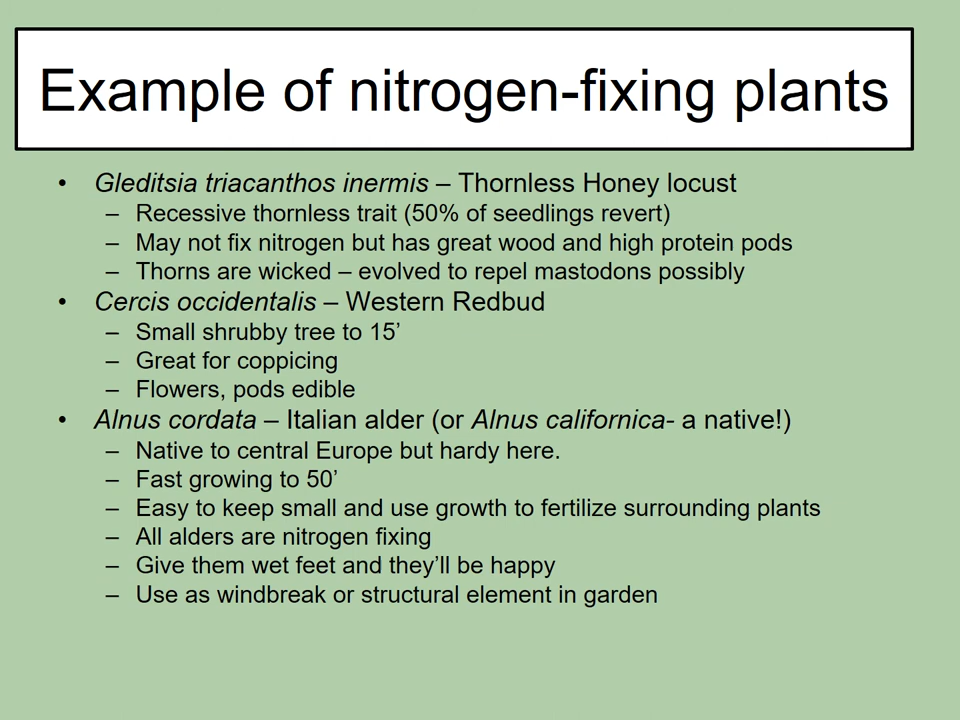 Example of nitrogen-fixing plants
• Gleditsia triacanthos inermis – Thornless Honey locust
– Recessive thornless trait (50% of seedlings revert)
– May not fix nitrogen but has great wood and high protein pods
– Thorns are wicked – evolved to repel mastodons possibly
• Cercis occidentalis – Western Redbud
– Small shrubby tree to 15’
– Great for coppicing
– Flowers, pods edible
• Alnus cordata – Italian alder (or Alnus californica- a native!)
– Native to central Europe but hardy here.
– Fast growing to 50’
– Easy to keep small and use growth to fertilize surrounding plants
– All alders are nitrogen fixing
– Give them wet feet and they’ll be happy
– Use as windbreak or structural element in garden